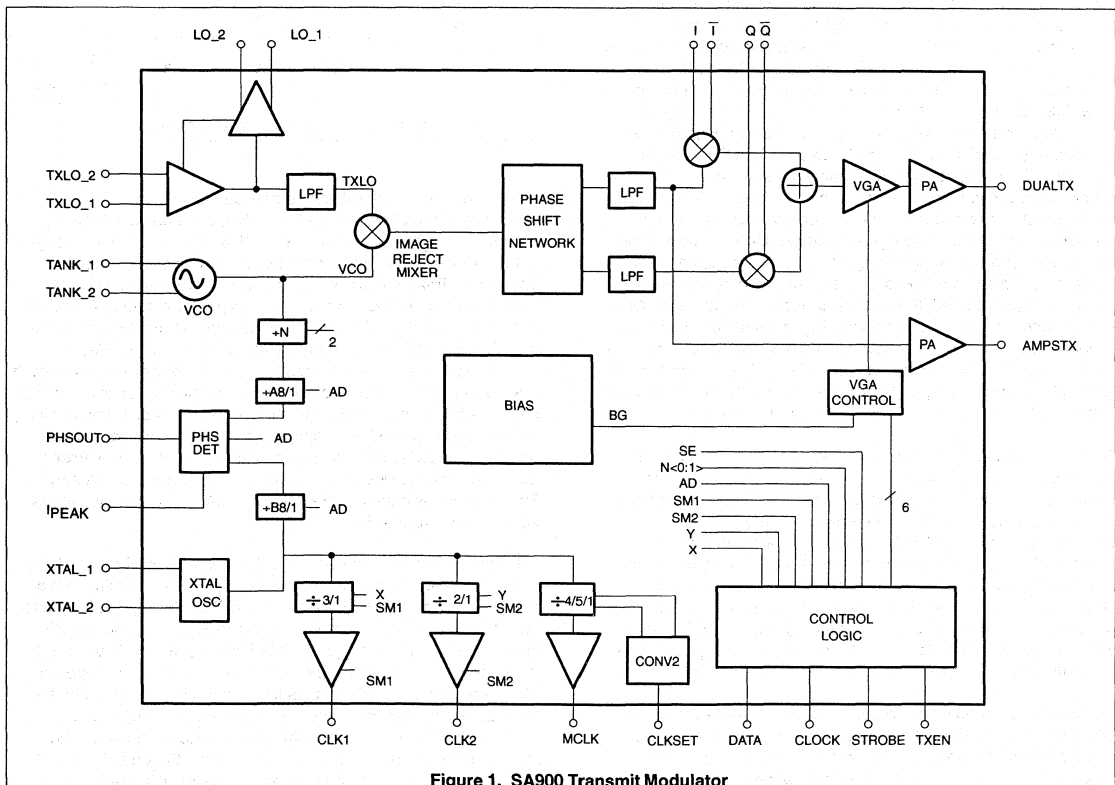 LO_2
LO_1
I
I̅
Q
Q̅
TXLO_2
TXLO_1
LPF
TXLO
IMAGE
REJECT
MIXER
VCO
TANK_1
TANK_2
VCO
PHASE
SHIFT
NETWORK
LPF
LPF
VGA
PA
DUALTX
PA
AMPSTX
VGA
CONTROL
+N
2
+A8/1
AD
PHSOUT
PHS
DET
AD
IPEAK
+B8/1
AD
XTAL_1
XTAL_2
XTAL
OSC
BIAS
BG
SE
N<0:1>
AD
SM1
SM2
Y
X
6
÷3/1
X
SM1
÷ 2/1
Y
SM2
÷4/5/1
CONV2
CONTROL
LOGIC
SM1
SM2
CLK1
CLK2
MCLK
CLKSET
DATA
CLOCK
STROBE
TXEN
Figure 1. SA900 Transmit Modulator